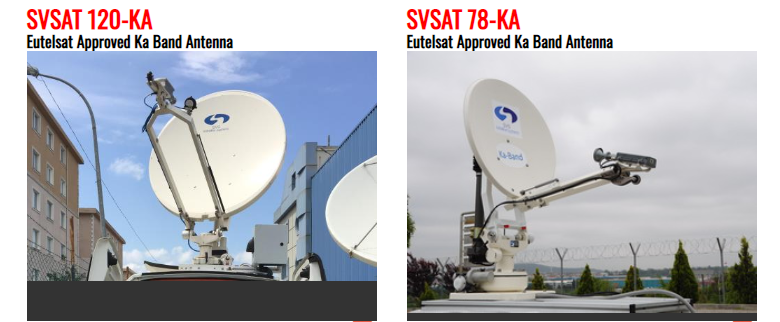 SVSAT 120-KA
Eutelsat Approved Ka Band Antenna
SVSAT 78-KA
Eutelsat Approved Ka Band Antenna
Ka-Band